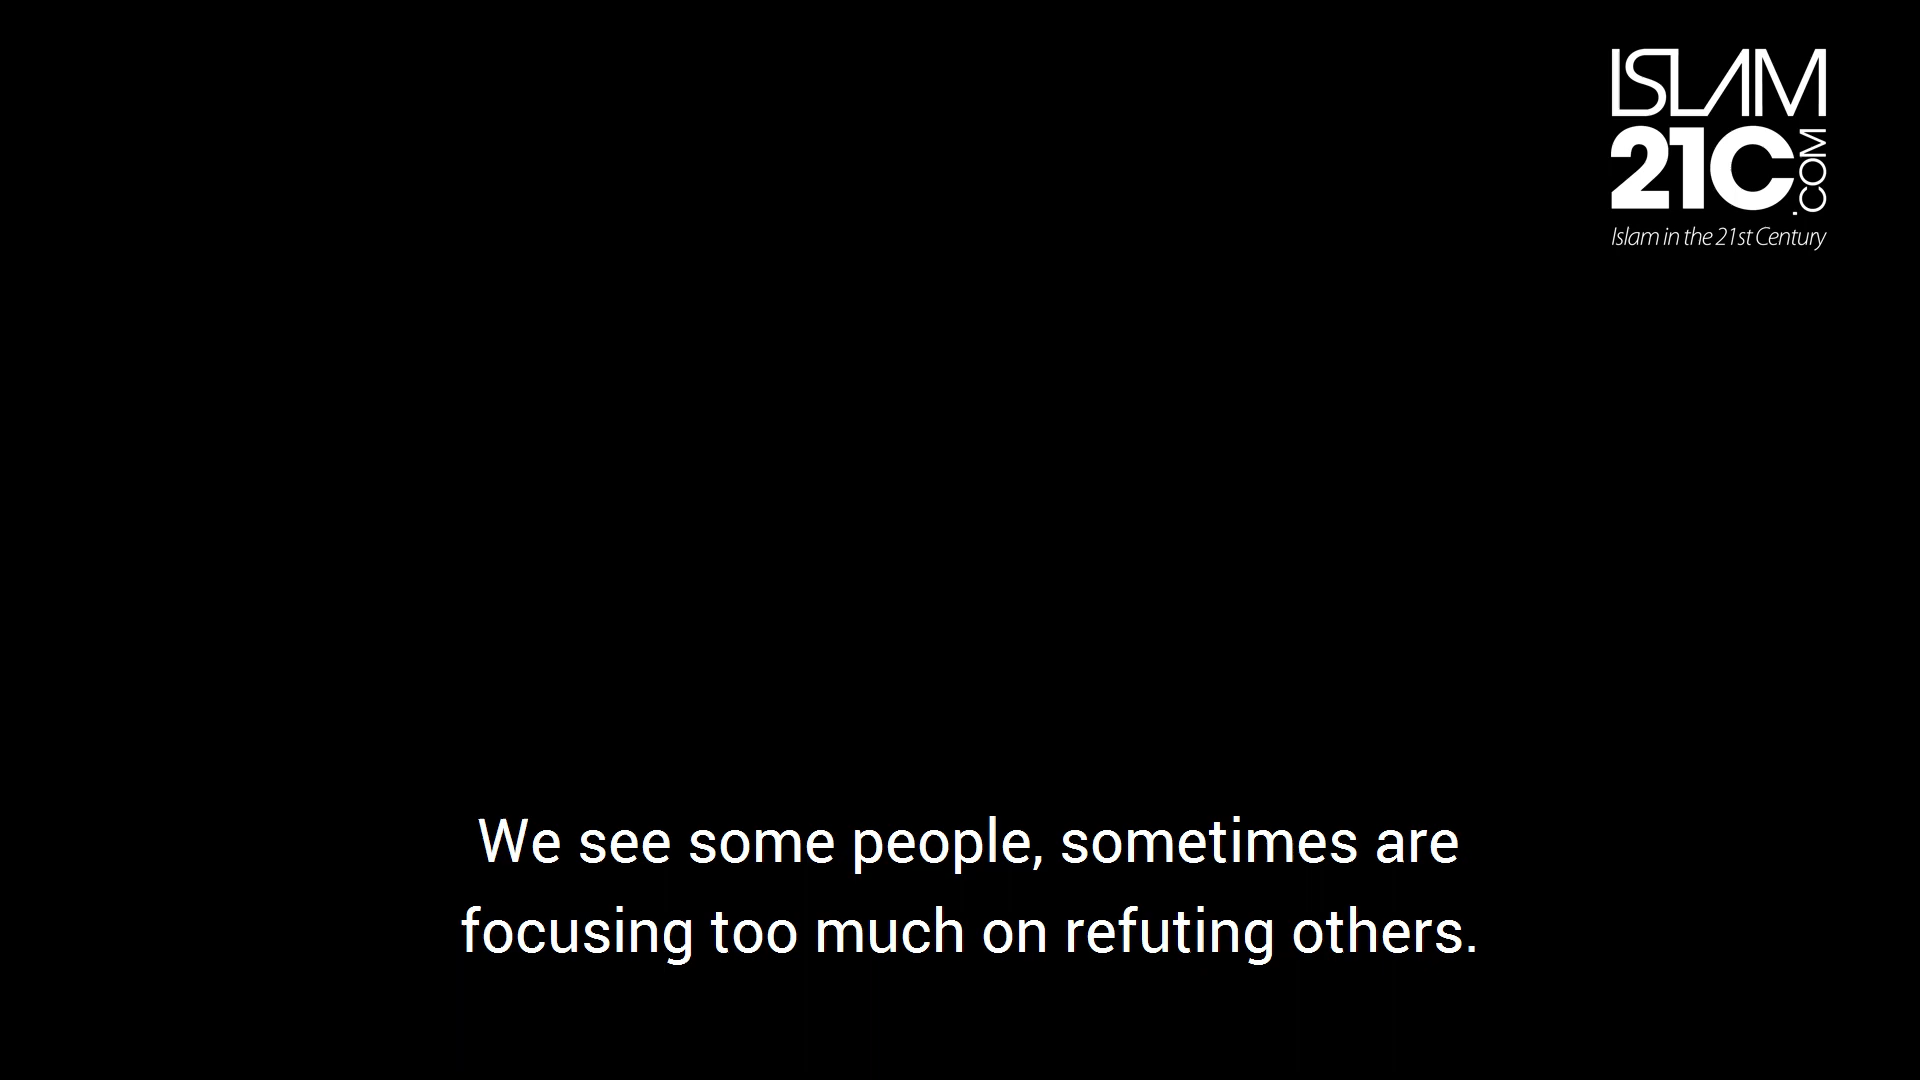 ISLAM
21C.COM
Islam in the 21st Century
We see some people, sometimes are
focusing too much on refuting others.